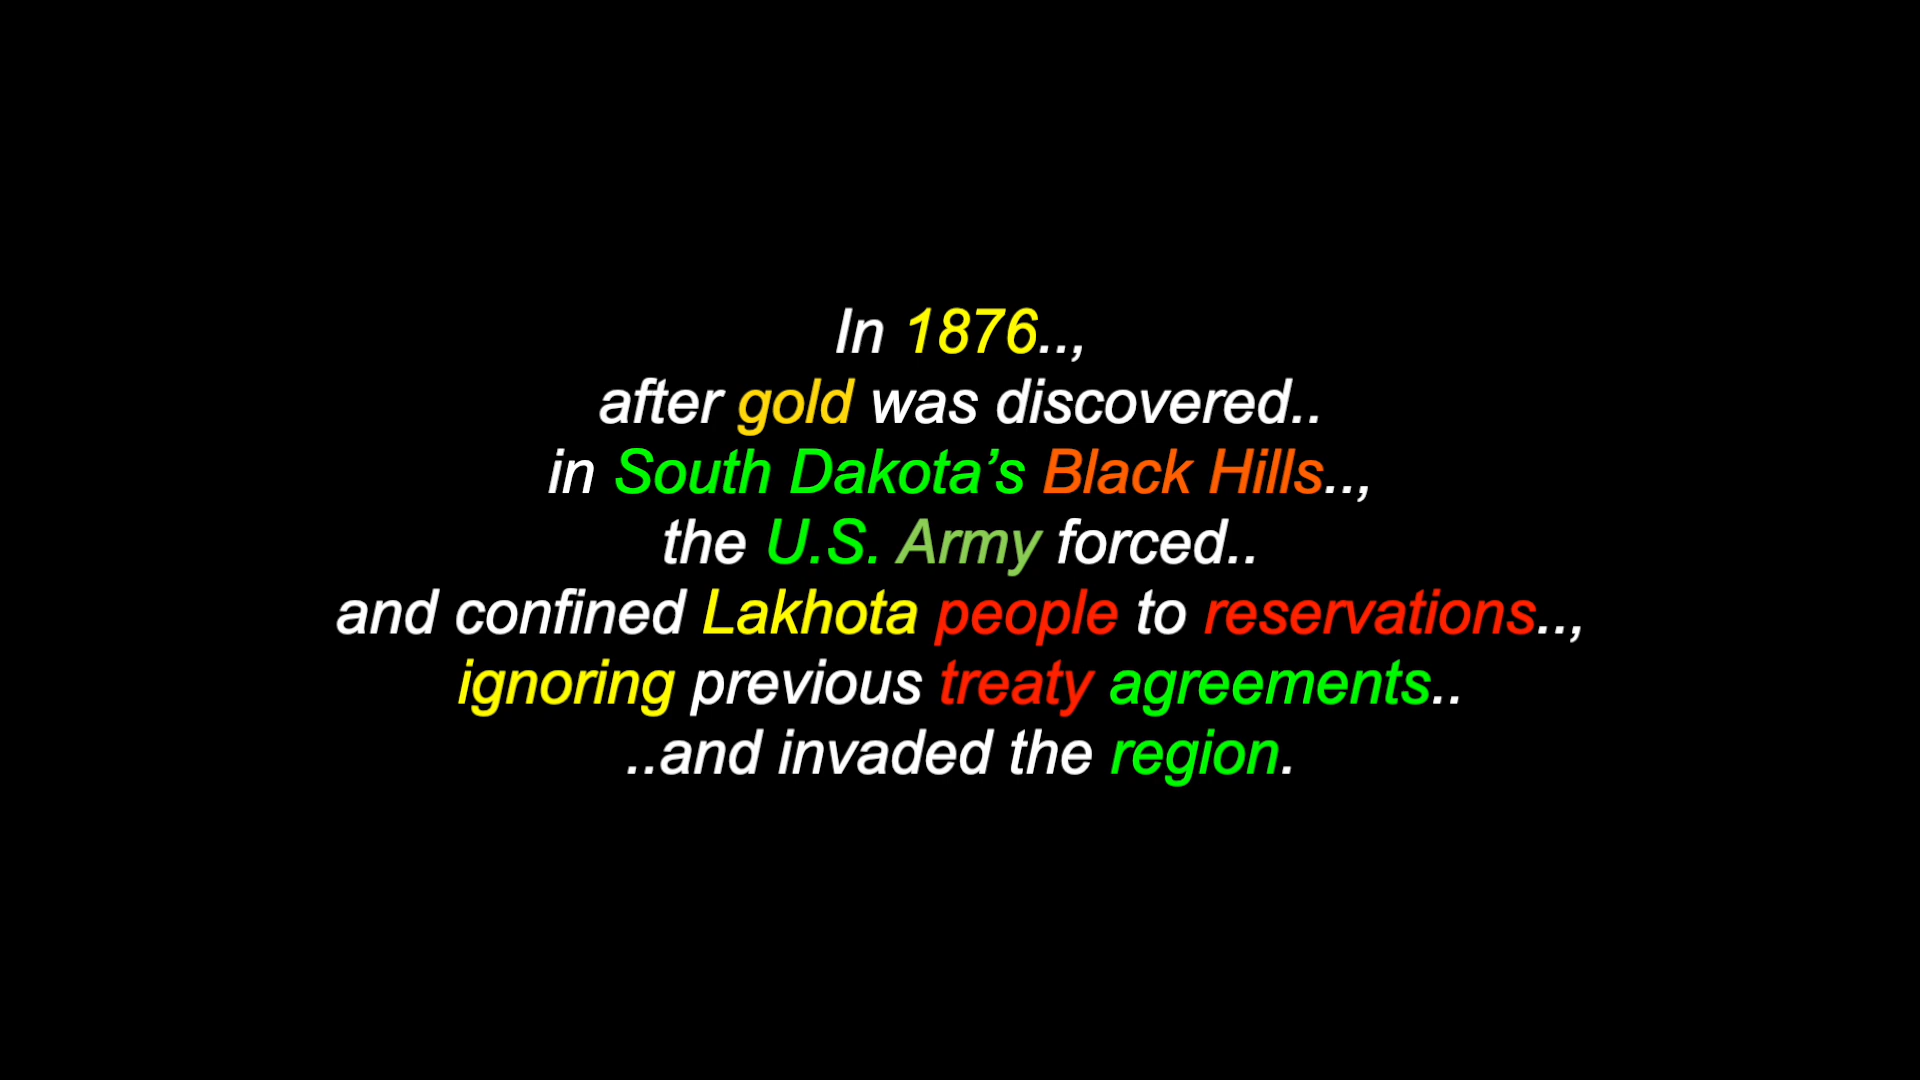 In 1876..,
after gold was discovered..
in South Dakota’s Black Hills..,
the U.S. Army forced..
and confined Lakhota people to reservations..,
ignoring previous treaty agreements..
..and invaded the region.